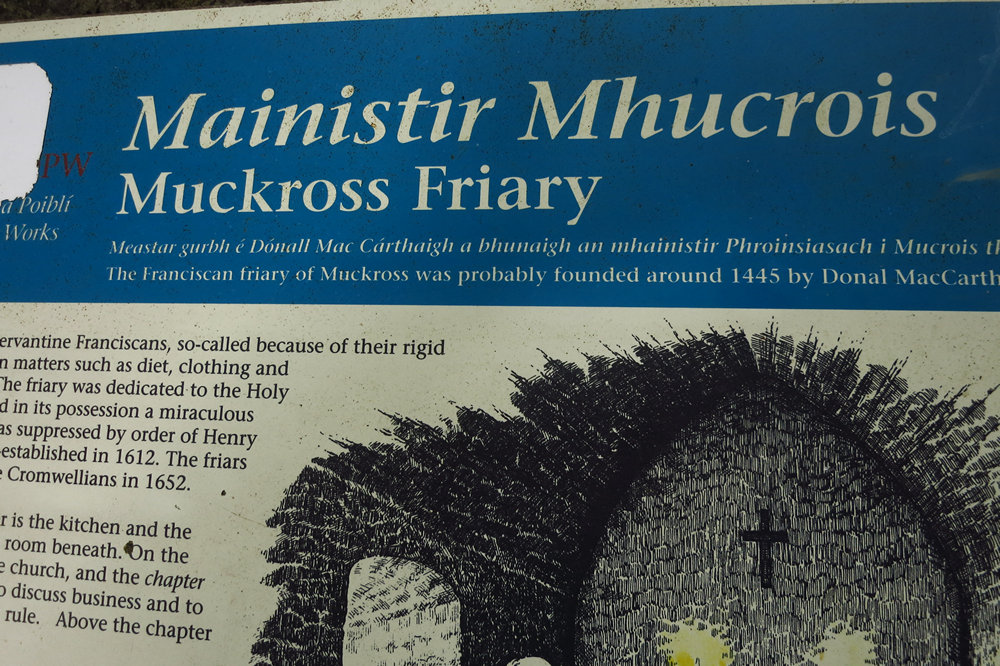 Mainistir Mhucrois
Muckross Friary
PW
Poiblí
Works
Meastar gurbh é Dónall Mac Cárthaigh a bhunaigh an mhainistir Phroinsiasach i Mucrois
The Franciscan friary of Muckross was probably founded around 1445 by Donal MacCarth
ervantine Franciscans, so-called because of their rigid
n matters such as diet, clothing and
The friary was dedicated to the Holy
d in its possession a miraculous
as suppressed by order of Henry
-established in 1612. The friars
e Cromwellians in 1652.
r is the kitchen and the
room beneath. On the
e church, and the chapter
o discuss business and to
rule. Above the chapter